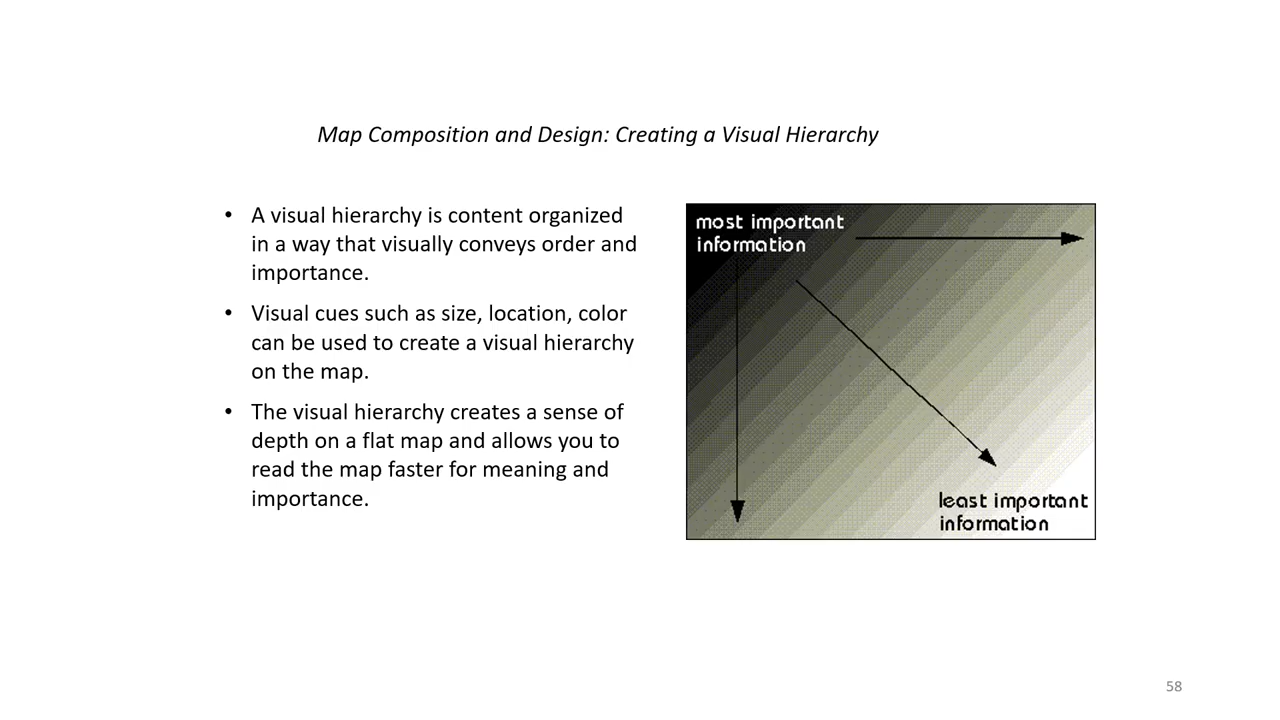 Map Composition and Design: Creating a Visual Hierarchy
• A visual hierarchy is content organized
in a way that visually conveys order and
importance.
• Visual cues such as size, location, color
can be used to create a visual hierarchy
on the map.
• The visual hierarchy creates a sense of
depth on a flat map and allows you to
read the map faster for meaning and
importance.
most important
information
least important
information
58